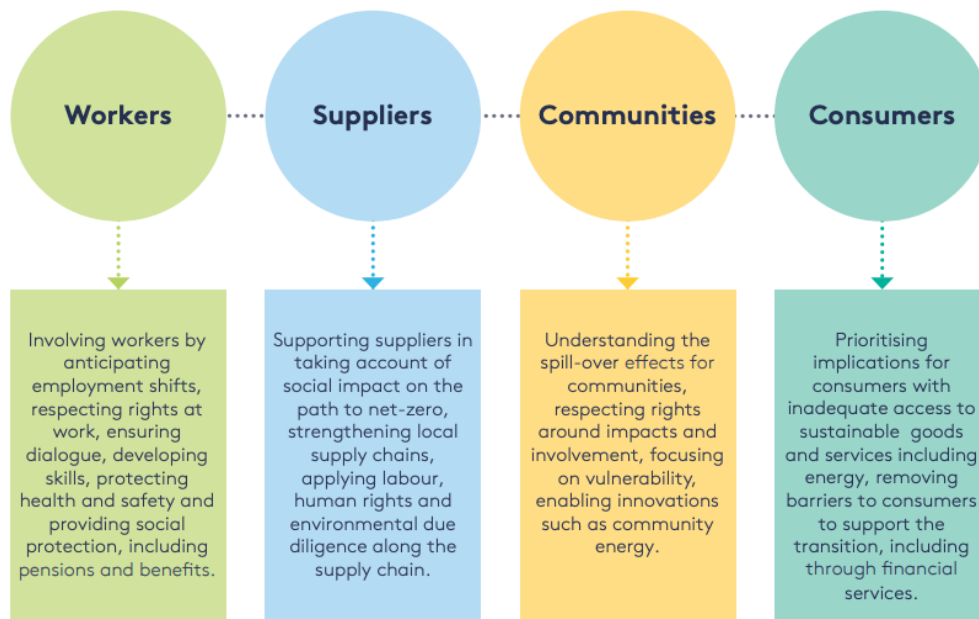 Workers
Suppliers
Communities
Consumers
Involving workers by
anticipating
employment shifts,
respecting rights at
work, ensuring
dialogue, developing
skills, protecting
health and safety and
providing social
protection, including
pensions and benefits.
Supporting suppliers in
taking account of
social impact on the
path to net-zero,
strengthening local
supply chains,
applying labour,
human rights and
environmental due
diligence along the
supply chain.
Understanding the
spill-over effects for
communities,
respecting rights
around impacts and
involvement, focusing
on vulnerability,
enabling innovations
such as community
energy.
Prioritising
implications for
consumers with
inadequate access to
sustainable goods
and services including
energy, removing
barriers to consumers
to support the
transition, including
through financial
services.